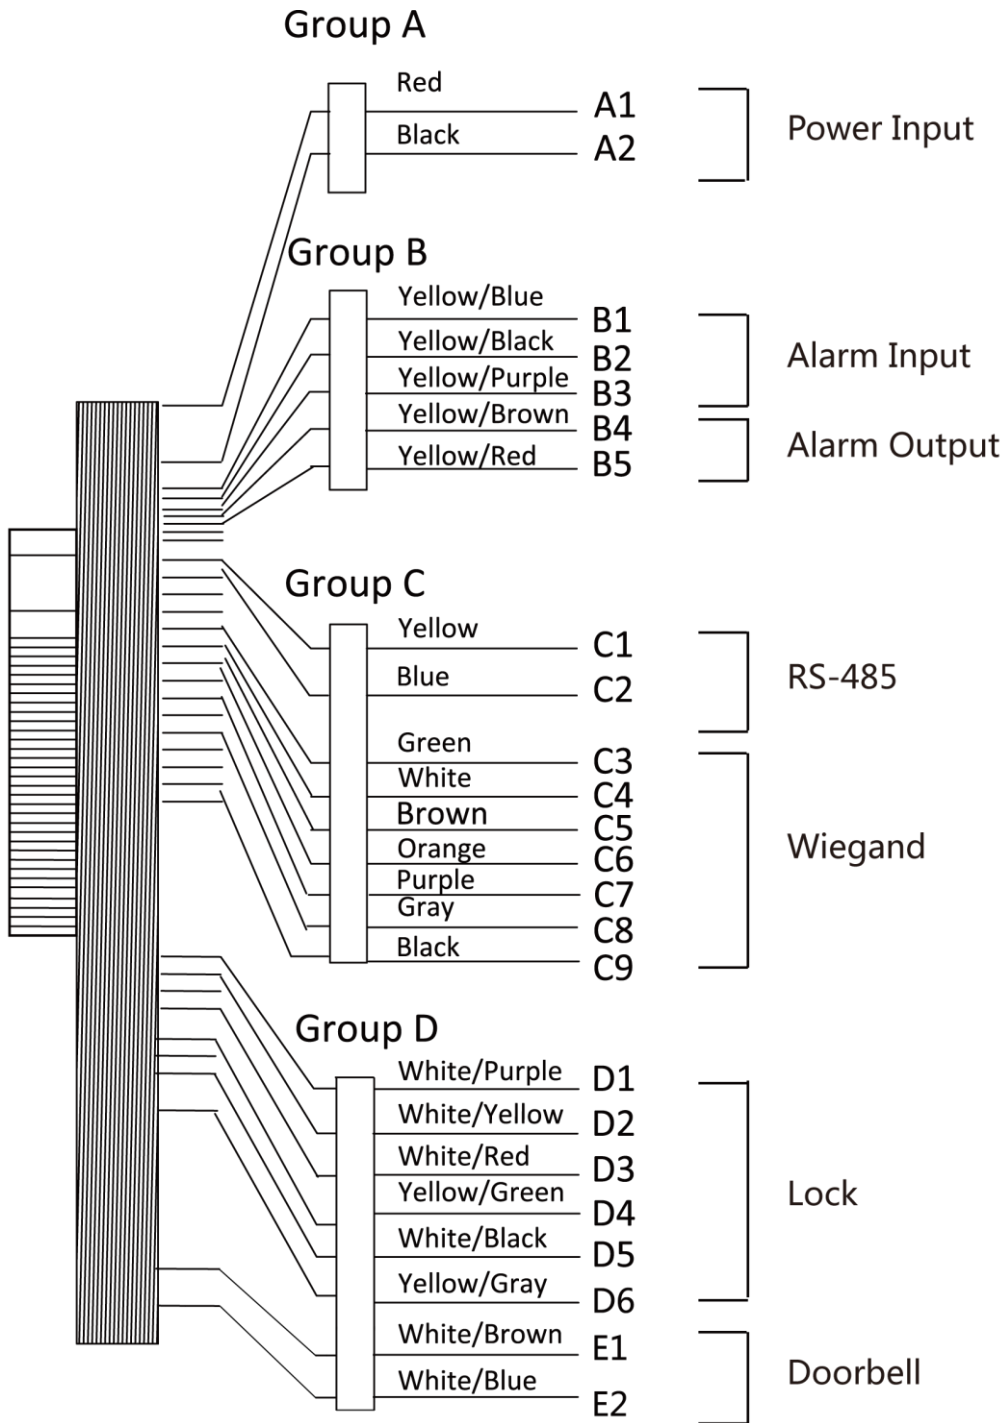 Group A
Red A1
Power Input
Black A2
Group B
Yellow/Blue B1
Yellow/Black B2
Alarm Input
Yellow/Purple B3
Yellow/Brown B4
Alarm Output
Yellow/Red B5
Group C
Yellow C1
RS-485
Blue C2
Green C3
White C4
Brown C5
Wiegand
Orange C6
Purple C7
Gray C8
Black C9
Group D
White/Purple D1
White/Yellow D2
White/Red D3
Lock
Yellow/Green D4
White/Black D5
Yellow/Gray D6
White/Brown E1
Doorbell
White/Blue E2